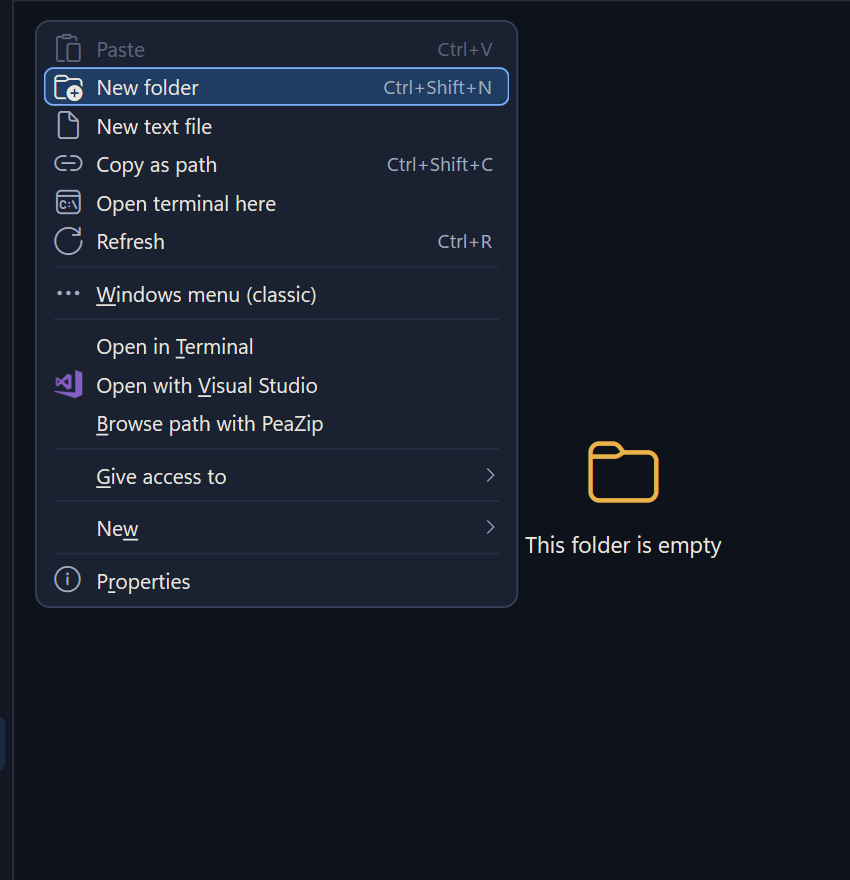 Paste Ctrl+V
New folder Ctrl+Shift+N
New text file
Copy as path Ctrl+Shift+C
C:\ Open terminal here
Refresh Ctrl+R
Windows menu (classic)
Open in Terminal
Open with Visual Studio
Browse path with PeaZip
Give access to
New
This folder is empty
Properties